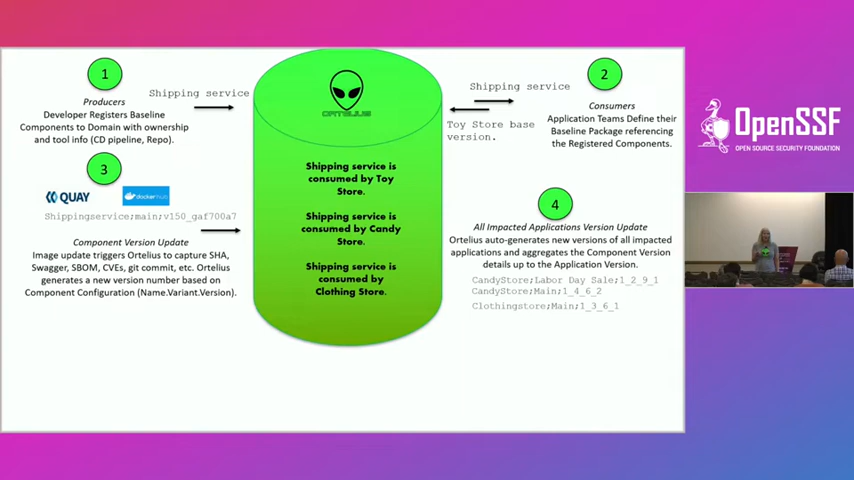 1
Shipping service
Producers
Developer Registers Baseline
Components to Domain with ownership
and tool info (CD pipeline, Repo).
ORTELIUS
2
Shipping service
Toy Store base
version.
Consumers
Application Teams Define their
Baseline Package referencing
the Registered Components.
3
QUAY
dockerhub
Shippingservice;main;v150_gaf700a7
Component Version Update
Image update triggers Ortelius to capture SHA,
Swagger, SBOM, CVEs, git commit, etc. Ortelius
generates a new version number based on
Component Configuration (Name.Variant.Version).
Shipping service is
consumed by Toy
Store.
Shipping service is
consumed by Candy
Store.
Shipping service is
consumed by
Clothing Store.
4
All Impacted Applications Version Update
Ortelius auto-generates new versions of all impacted
applications and aggregates the Component Version
details up to the Application Version.
CandyStore;Labor Day Sale;1_2_9_1
CandyStore;Main;1_4_6_2
Clothingstore;Main;1_3_6_1
OpenSSF
OPEN SOURCE SECURITY FOUNDATION